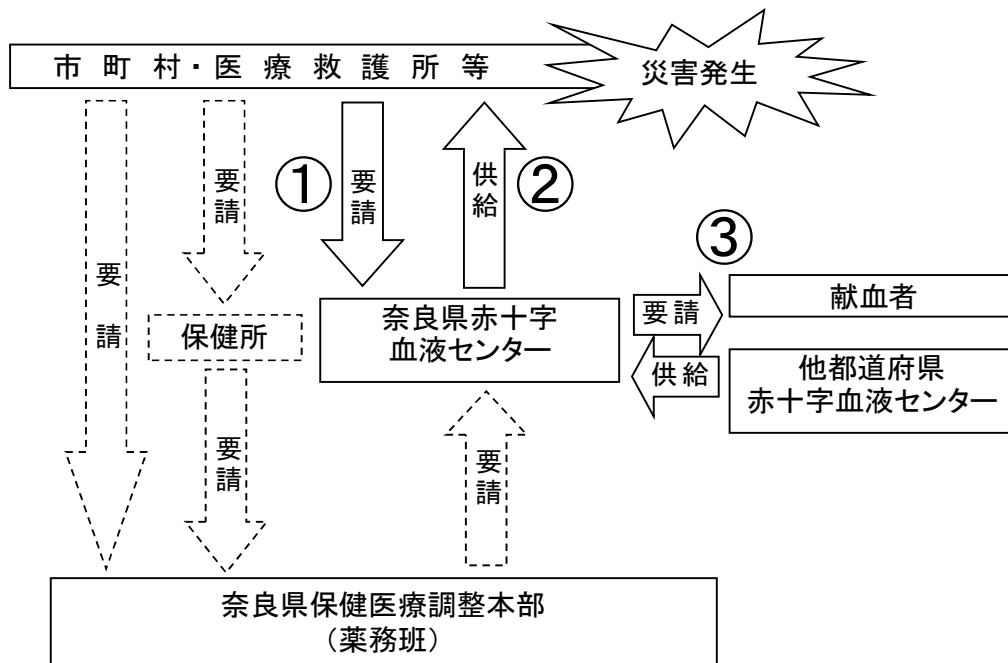 市町村・医療救護所等
災害発生
要請
要請
①
要請
供給
②
③
要請
献血者
保健所
奈良県赤十字
血液センター
供給
他都道府県
赤十字血液センター
要請
要請
奈良県保健医療調整本部
（薬務班）